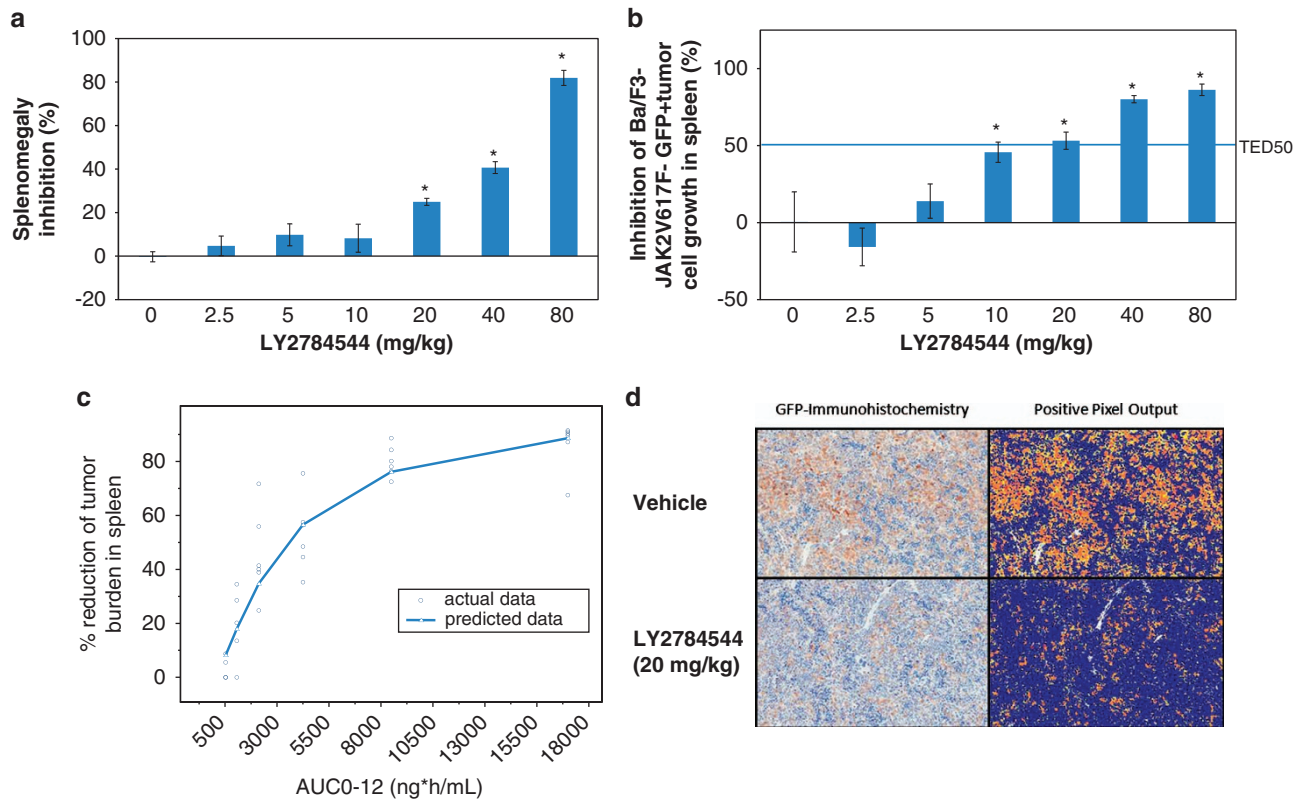 a
Splenomegaly
inhibition (%)
100
80
60
40
20
0
-20
*
*
*
0 2.5 5 10 20 40 80
LY2784544 (mg/kg)
b
Inhibition of Ba/F3-
JAK2V617F- GFP+tumor
cell growth in spleen (%)
100
50
0
-50
*
*
*
*
TED50
0 2.5 5 10 20 40 80
LY2784544 (mg/kg)
c
% reduction of tumor
burden in spleen
80
60
40
20
0
actual data
predicted data
500 3000 5500 8000 10500 13000 15500 18000
AUC0-12 (ng*h/mL)
d
GFP-Immunohistochemistry Positive Pixel Output
Vehicle
LY2784544
(20 mg/kg)